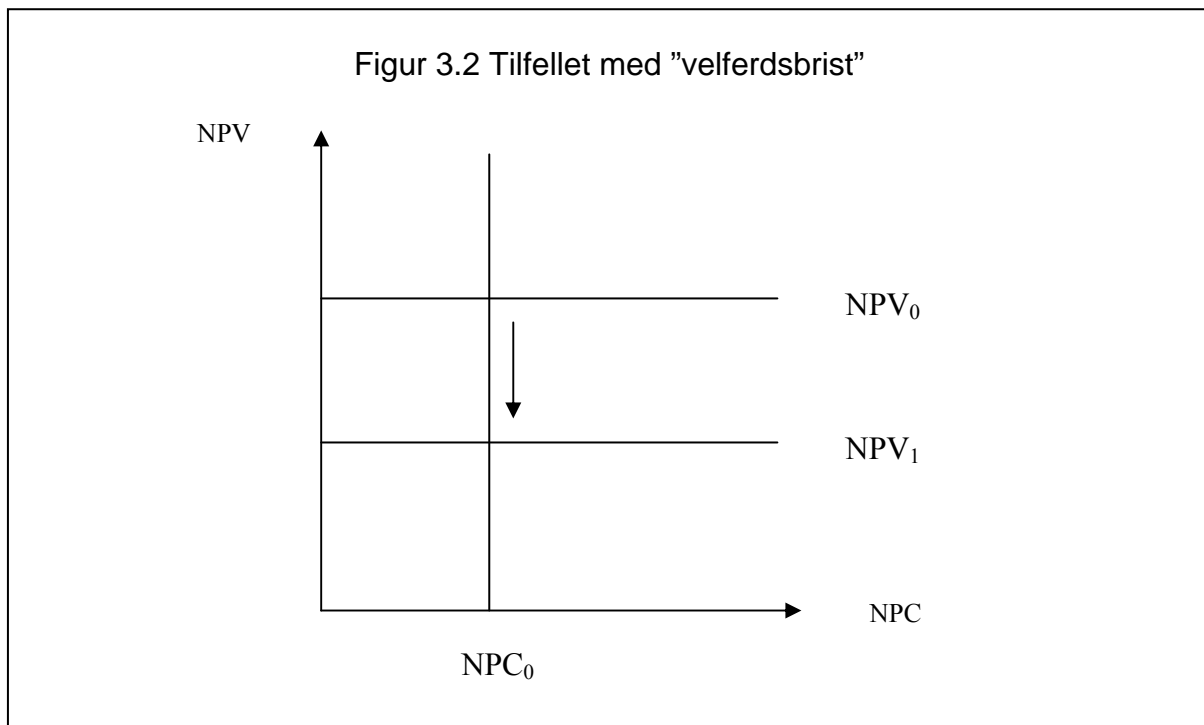 Figur 3.2 Tilfellet med ”velferdsbrist”
NPV
NPV₀
NPV₁
NPC
NPC₀